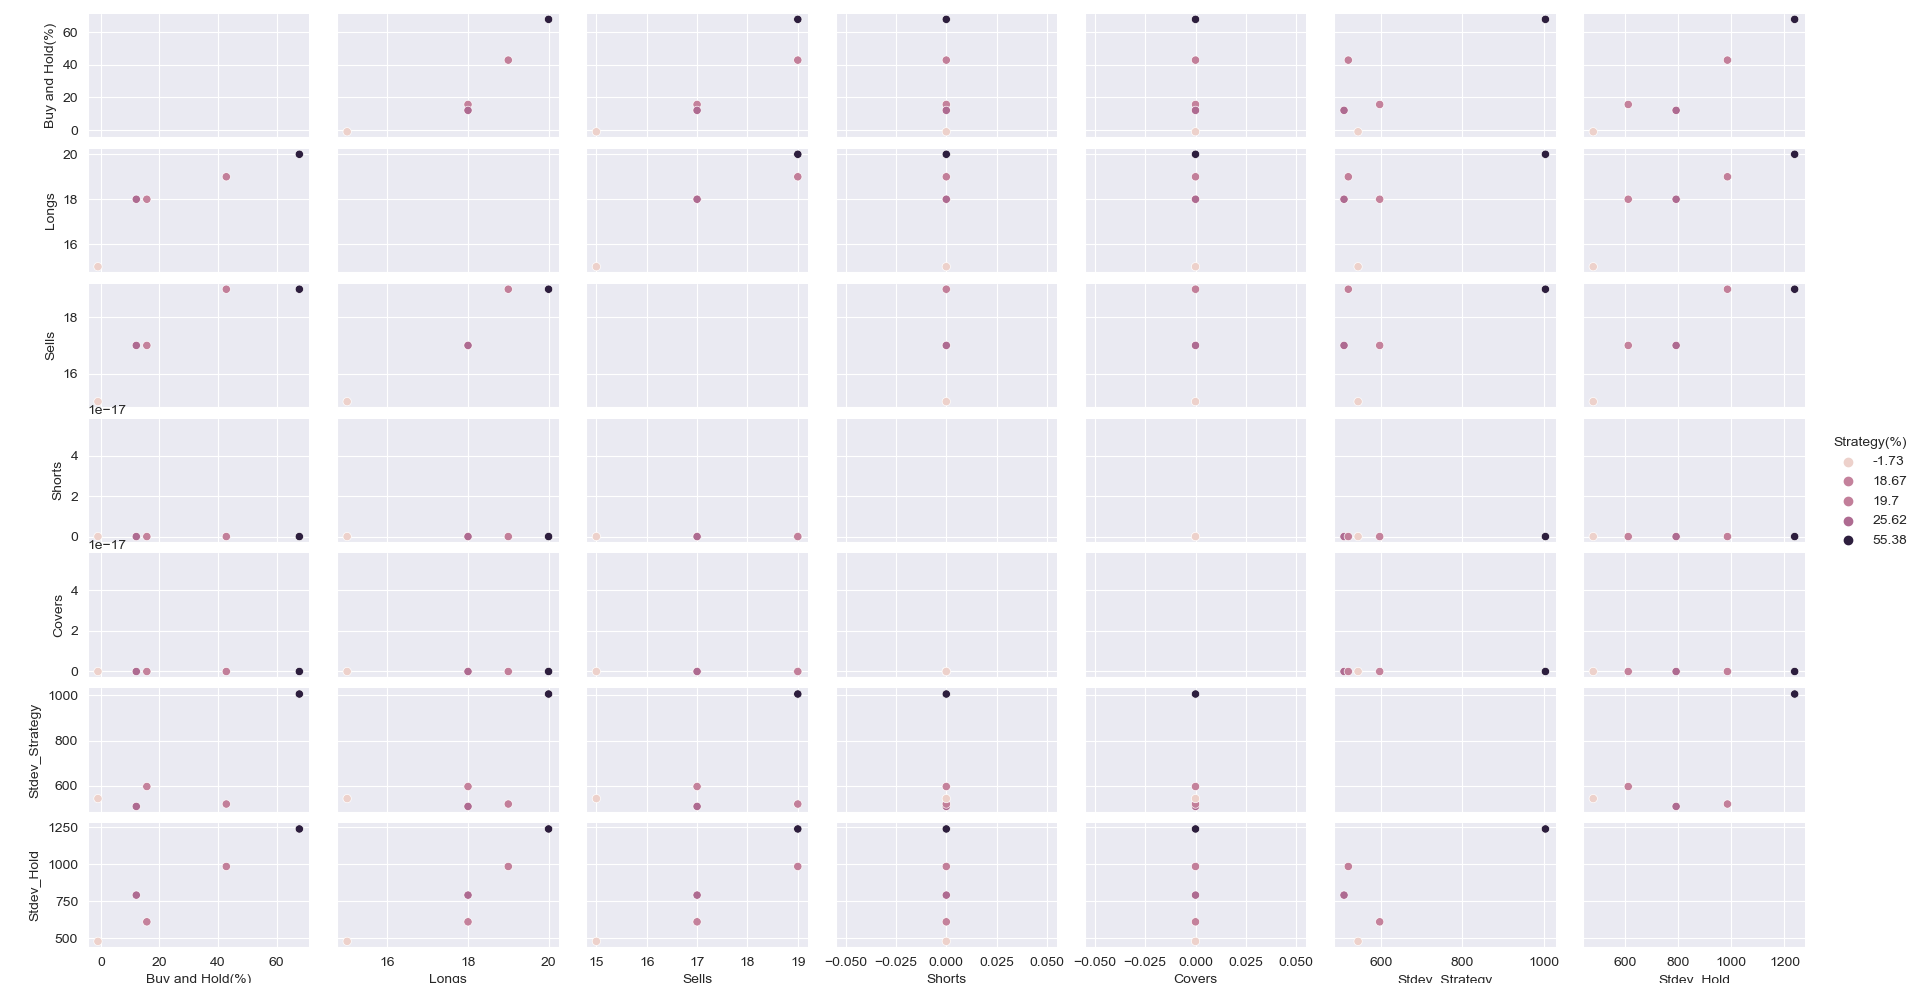 Buy and Hold(%)
60
40
20
0
Longs
20
18
16
Sells
18
16
1e−17
Shorts
4
2
0
1e−17
Covers
4
2
0
Stdev_Strategy
1000
800
600
Stdev_Hold
1250
1000
750
500
0 20 40 60
16 18 20
15 16 17 18 19
−0.050 −0.025 0.000 0.025 0.050
−0.050 −0.025 0.000 0.025 0.050
600 800 1000
600 800 1000 1200
Buy and Hold(%) Longs Sells Shorts Covers Stdev_Strategy Stdev_Hold
Strategy(%)
-1.73
18.67
19.7
25.62
55.38